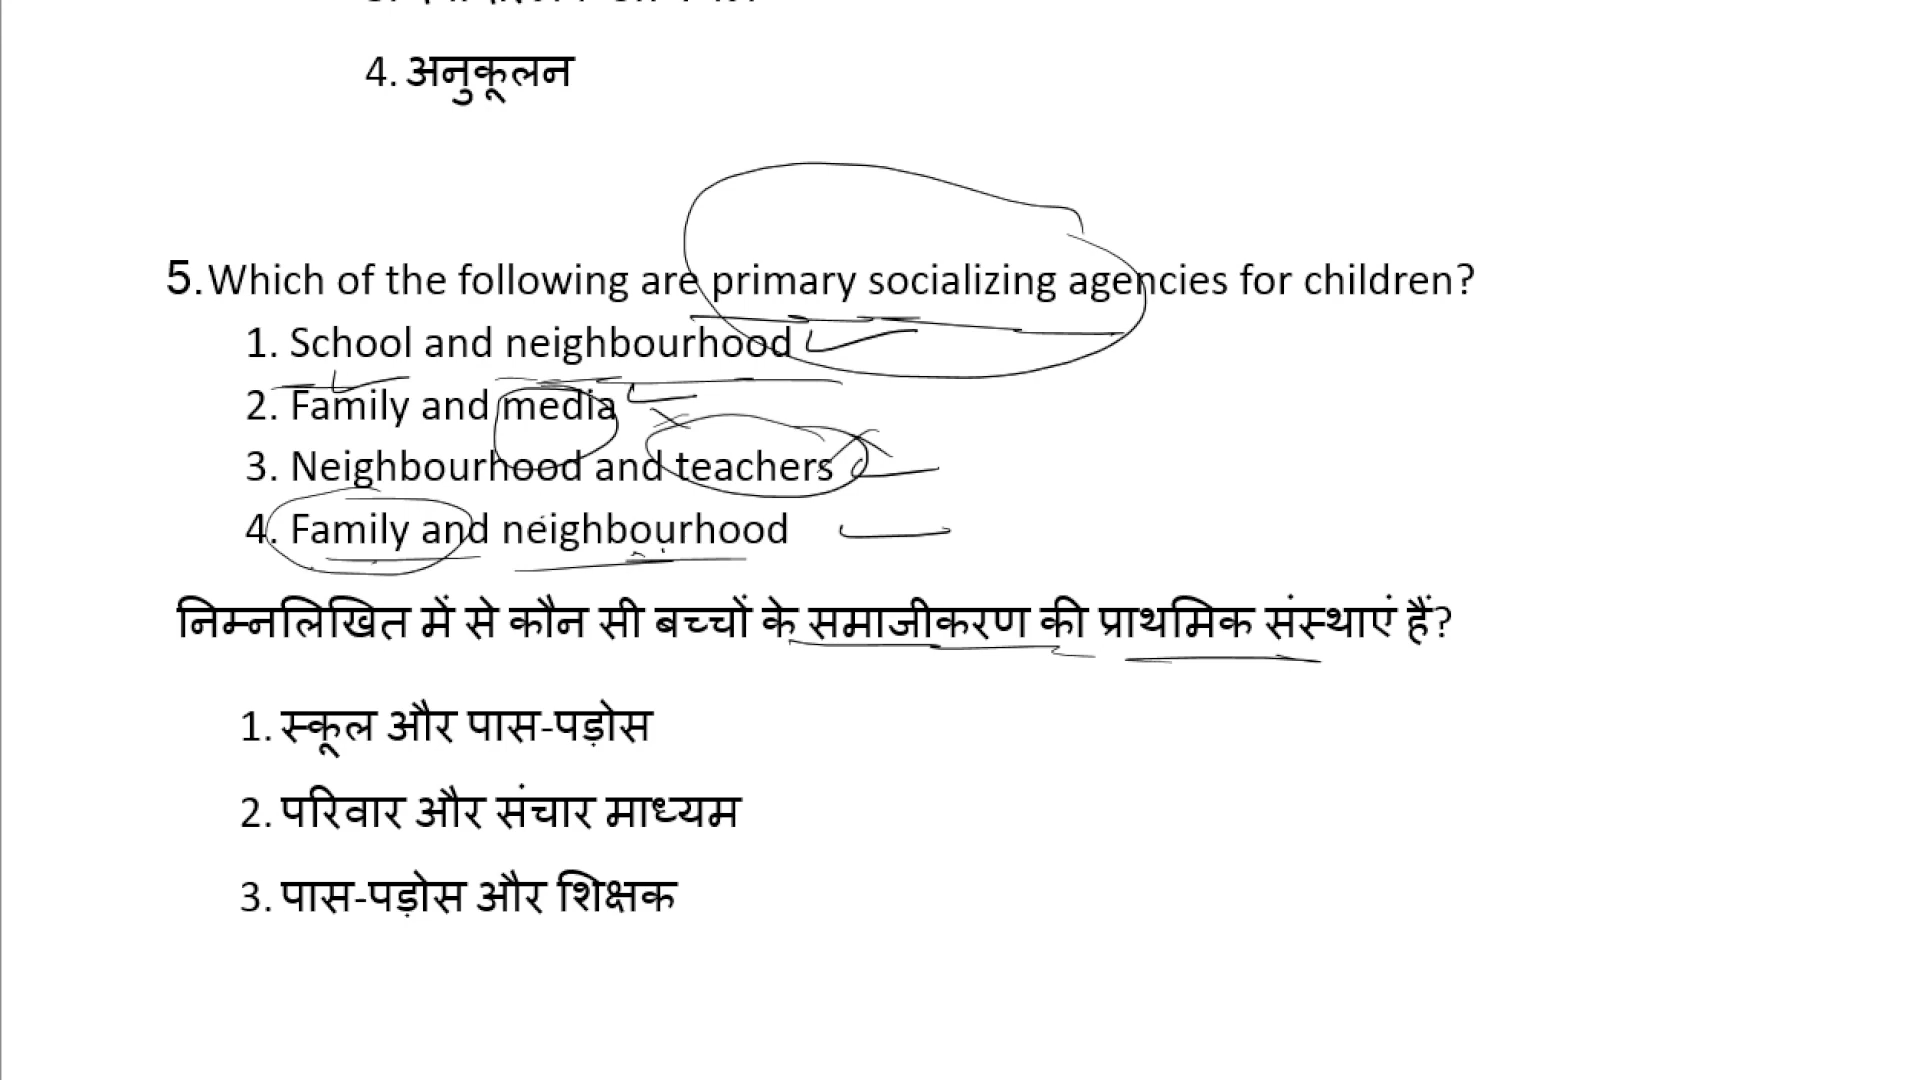 4. अनुकूलन
5.Which of the following are primary socializing agencies for children?
1. School and neighbourhood
2. Family and media
3. Neighbourhood and teachers
4. Family and neighbourhood
निम्नलिखित में से कौन सी बच्चों के समाजीकरण की प्राथमिक संस्थाएं हैं?
1. स्कूल और पास-पड़ोस
2. परिवार और संचार माध्यम
3. पास-पड़ोस और शिक्षक